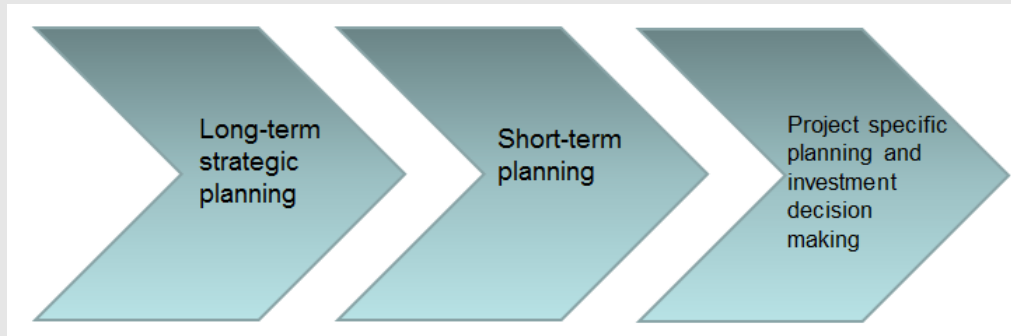 Long-term
strategic
planning
Short-term
planning
Project specific
planning and
investment
decision
making